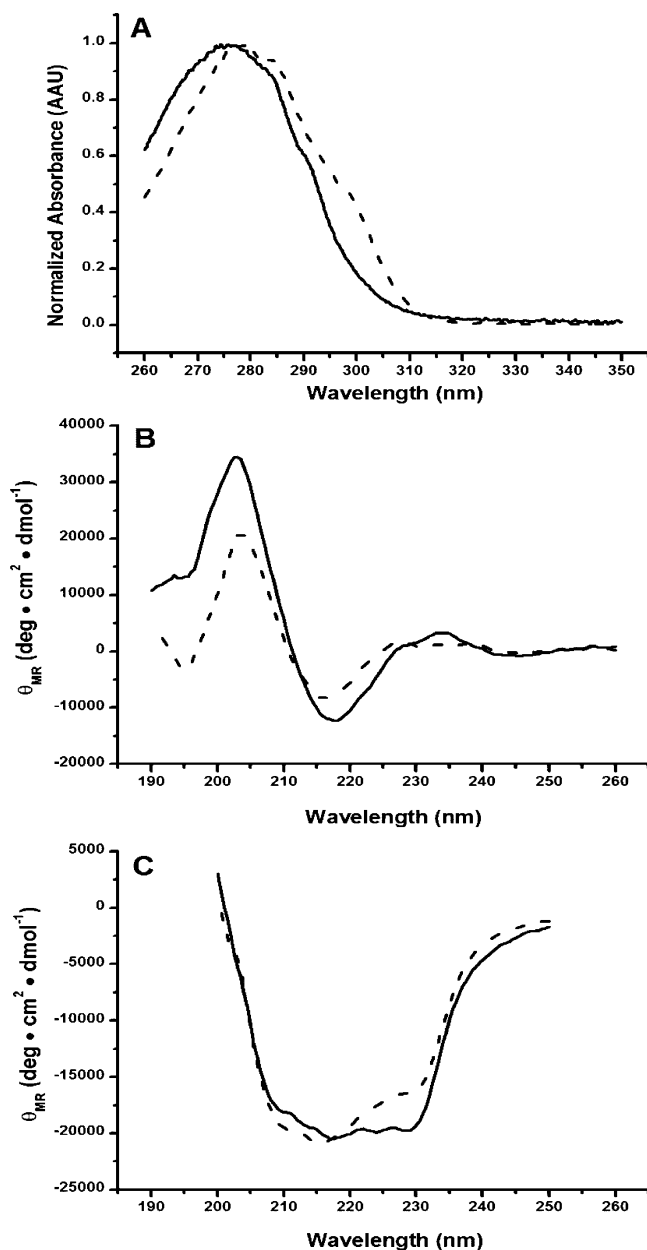 A
Normalized Absorbance (AAU)
1.0
0.8
0.6
0.4
0.2
0.0
260 270 280 290 300 310 320 330 340 350
Wavelength (nm)
B
θMR (deg • cm2 • dmol-1)
40000
30000
20000
10000
0
-10000
-20000
190 200 210 220 230 240 250 260
Wavelength (nm)
C
θMR (deg • cm2 • dmol-1)
5000
0
-5000
-10000
-15000
-20000
-25000
190 200 210 220 230 240 250 260
Wavelength (nm)